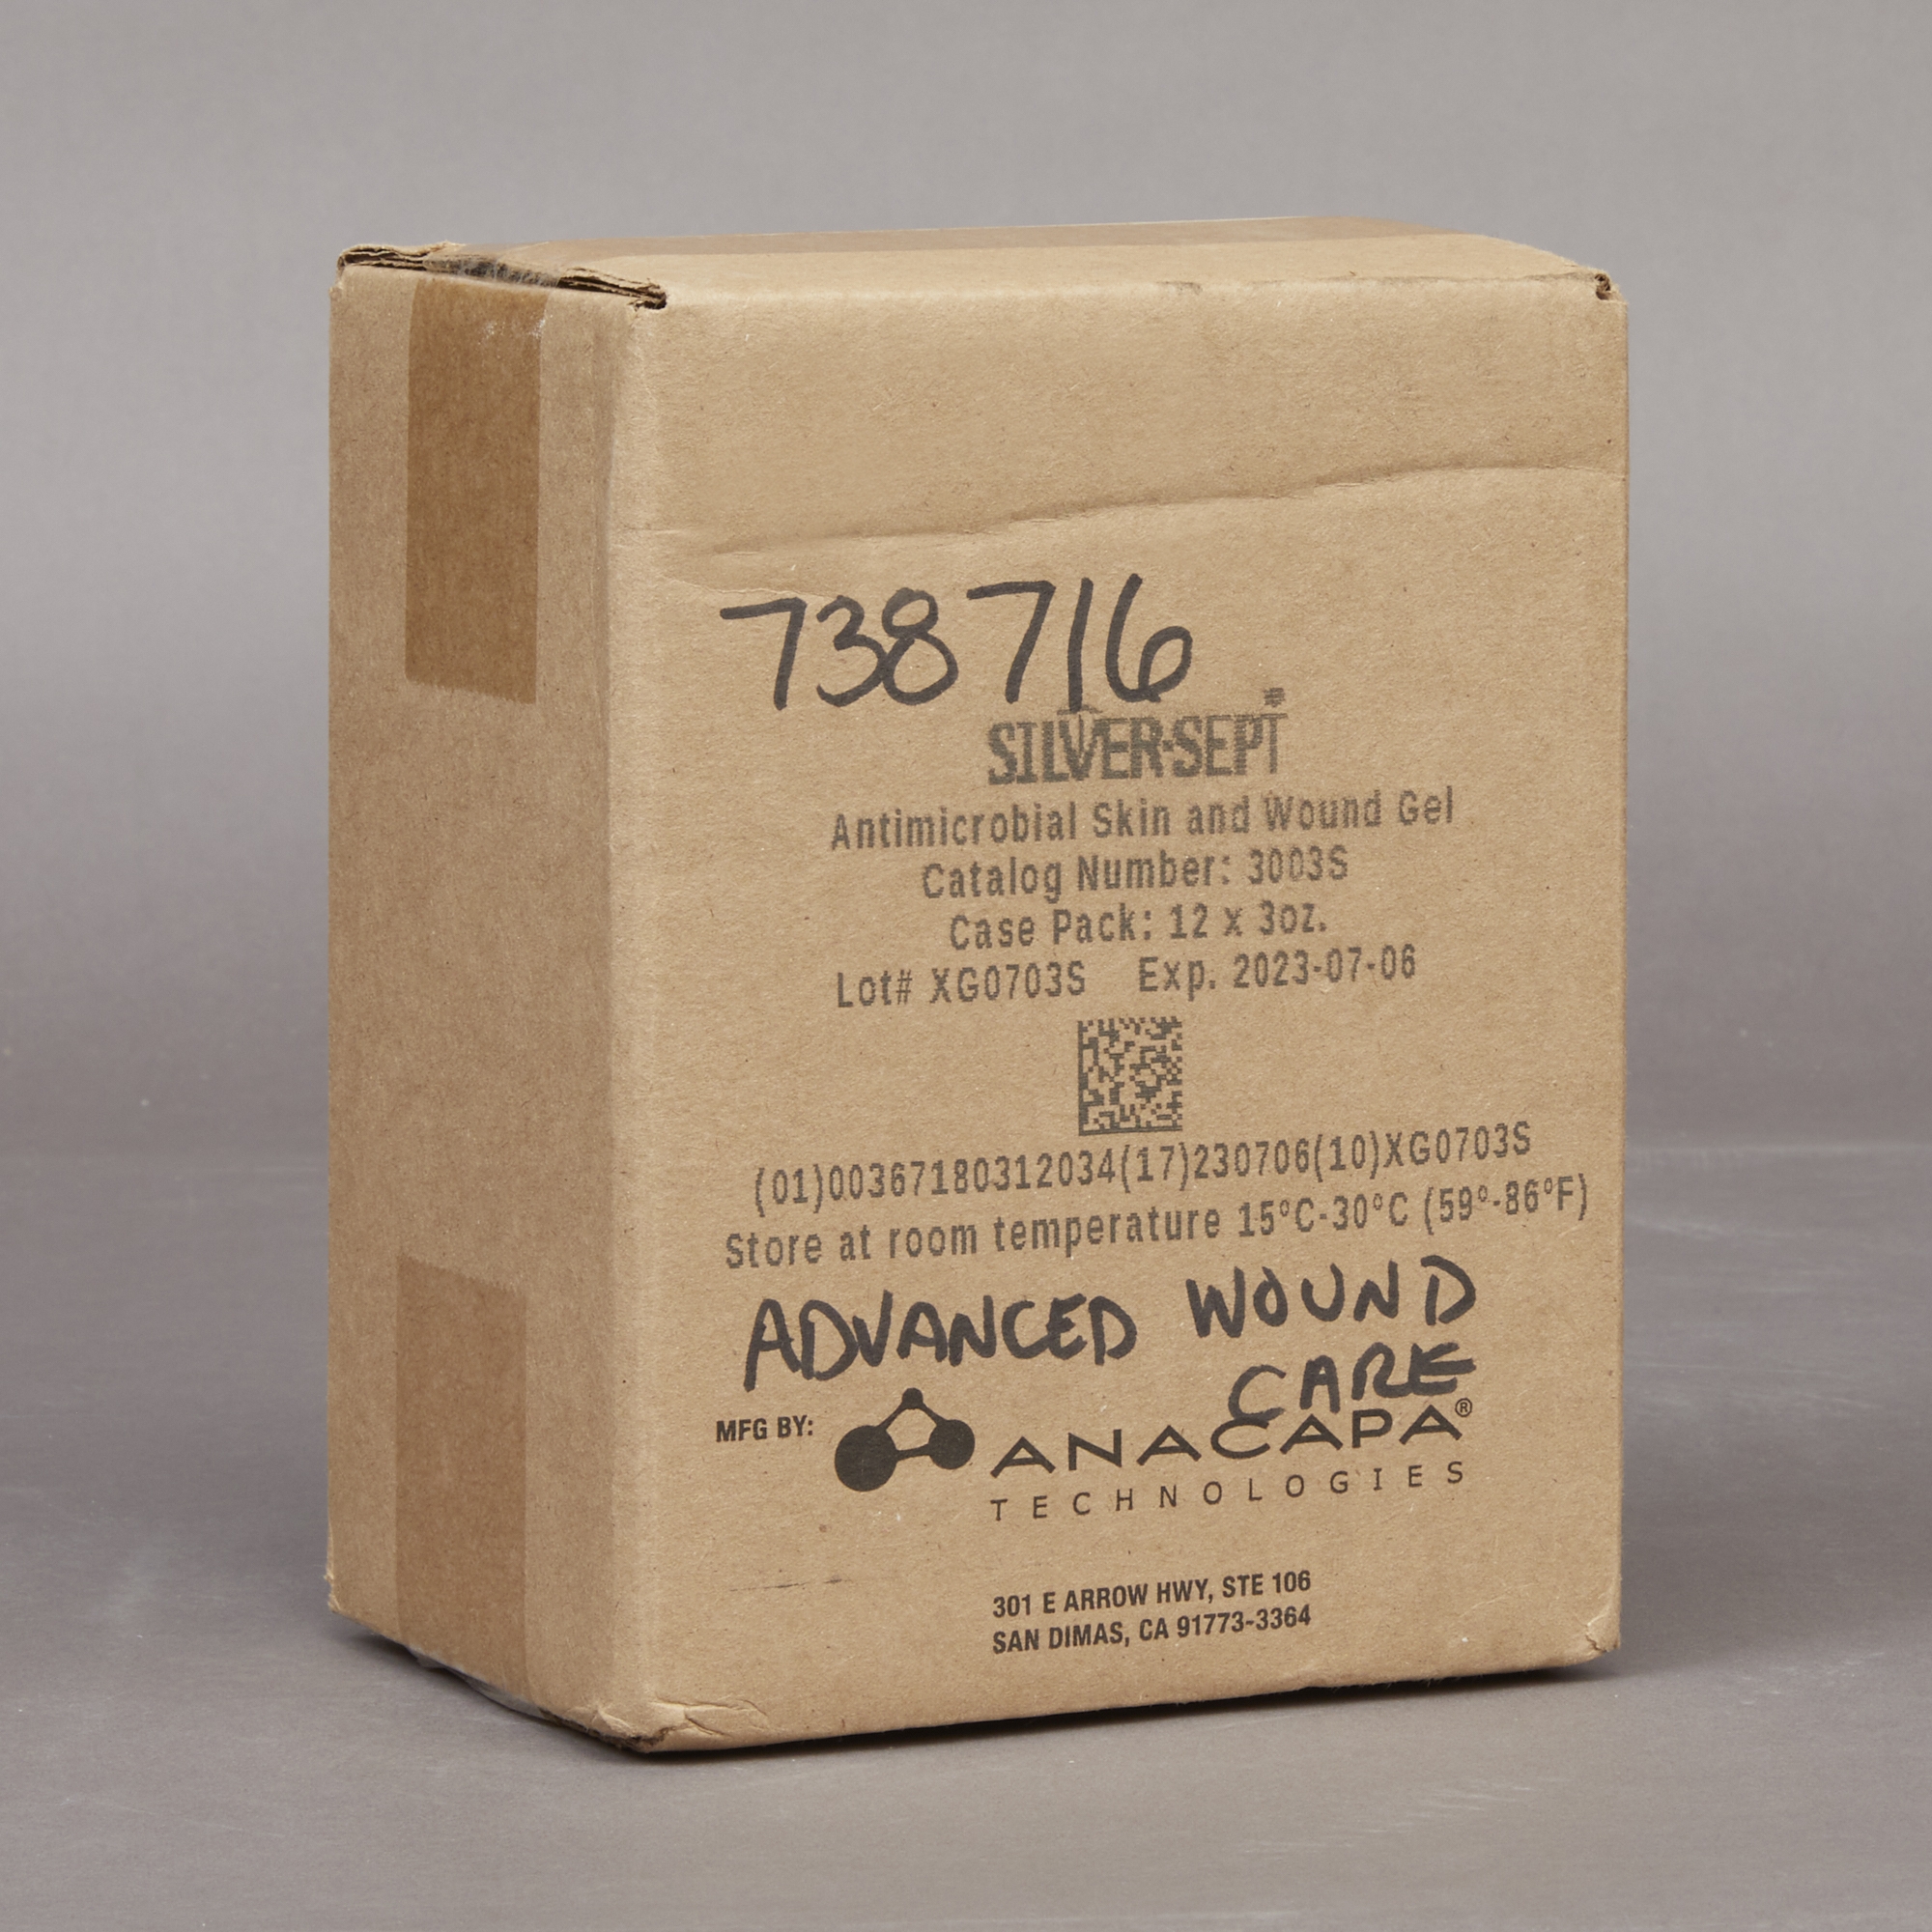 738716
SILVER-SEPT
Antimicrobial Skin and Wound Gel
Catalog Number: 3003S
Case Pack: 12 x 3oz.
Lot# XG0703S Exp. 2023-07-06
(01)00367180312034(17)230706(10)XG0703S
Store at room temperature 15°C-30°C (59°-86°F)
ADVANCED WOUND
CARE
MFG BY: ANACAPA®
TECHNOLOGIES
301 E ARROW HWY, STE 106
SAN DIMAS, CA 91773-3364